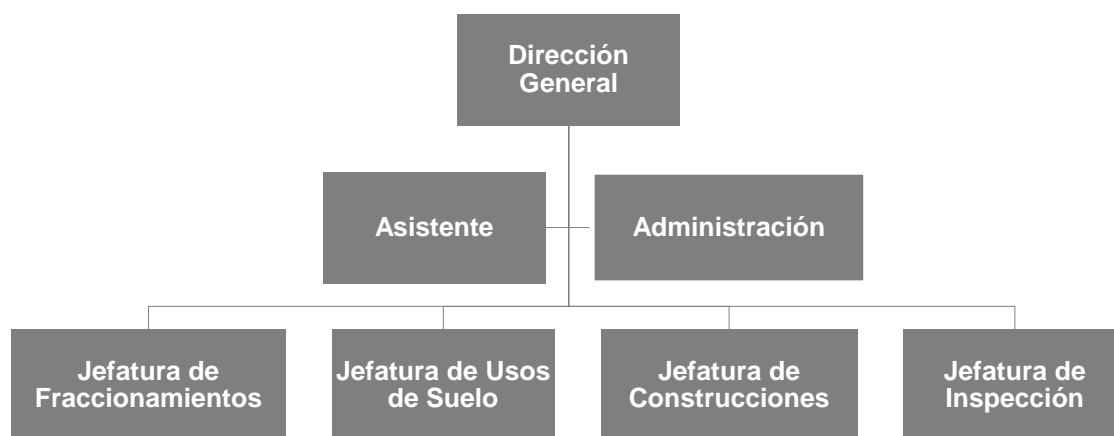 Dirección
General
Asistente
Administración
Jefatura de
Fraccionamientos
Jefatura de Usos
de Suelo
Jefatura de
Construcciones
Jefatura de
Inspección